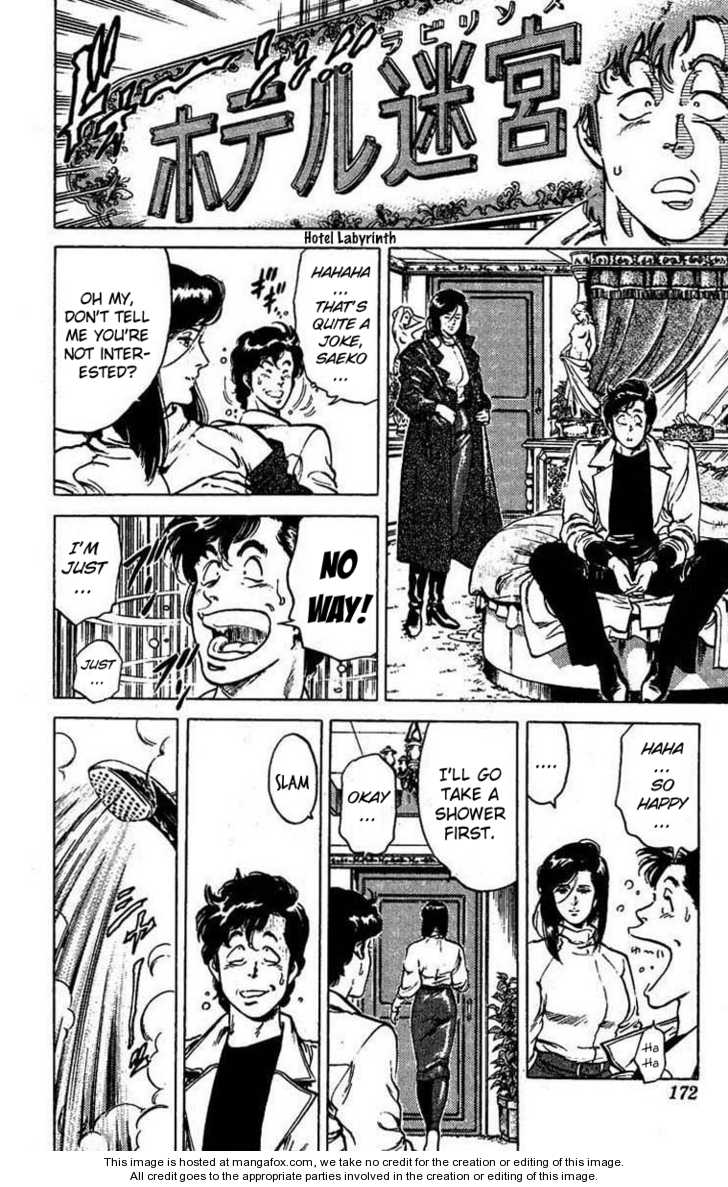 ラビリンス
ホテル迷宮
Hotel Labyrinth
HAHAHA
...
THAT'S
QUITE A
JOKE,
SAEKO
...
OH MY,
DON'T TELL
ME YOU'RE
NOT INTER-
ESTED?
NO
WAY!
I'M
JUST
...
JUST
...
HAHA
...
SO
HAPPY
...
....
Ha
Ha
I'LL GO
TAKE A
SHOWER
FIRST.
OKAY
...
SLAM
172
This image is hosted at mangafox.com, we take no credit for the creation or editing of this image.
All credit goes to the appropriate parties involved in the creation or editing of this image.